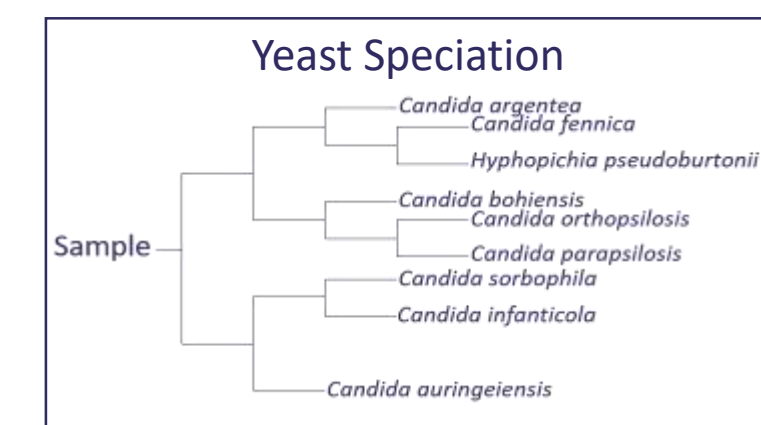 Yeast Speciation
Candida argentea
Candida fennica
Hyphopichia pseudoburtonii
Candida bohiensis
Candida orthopsilosis
Sample
Candida parapsilosis
Candida sorbophila
Candida infanticola
Candida auringeiensis